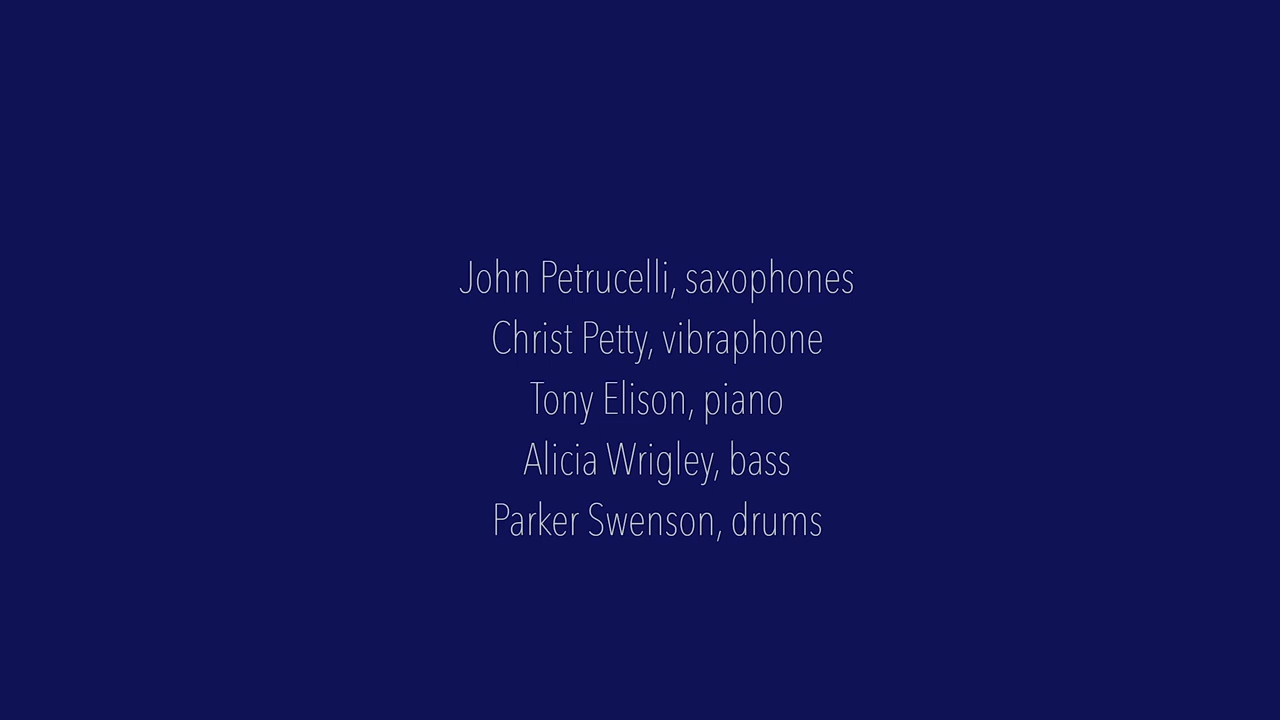 John Petrucelli, saxophones
Christ Petty, vibraphone
Tony Elison, piano
Alicia Wrigley, bass
Parker Swenson, drums